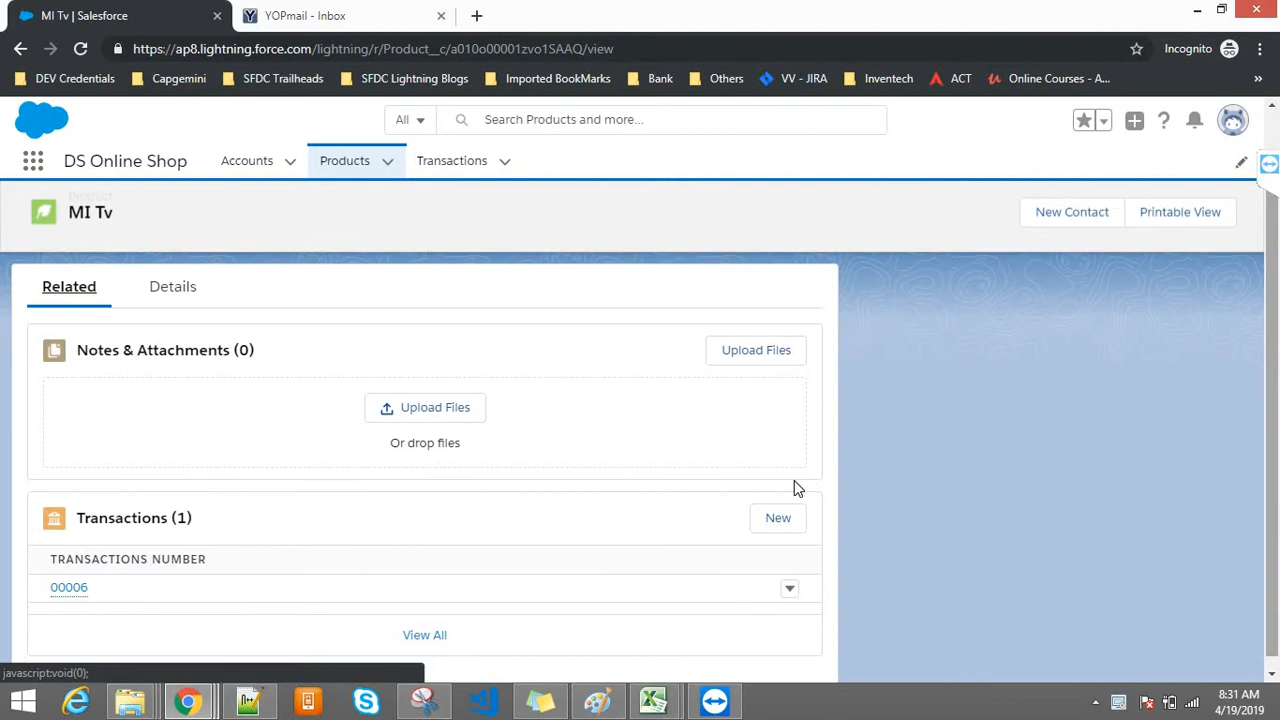 MI Tv | Salesforce
YOPmail - Inbox
https://ap8.lightning.force.com/lightning/r/Product__c/a010o00001zvo1SAAQ/view
Incognito
DEV Credentials
Capgemini
SFDC Trailheads
SFDC Lightning Blogs
Imported BookMarks
Bank
Others
VV - JIRA
Inventech
ACT
Online Courses - A...
All
Search Products and more...
DS Online Shop
Accounts
Products
Transactions
Product
MI Tv
New Contact
Printable View
Related
Details
Notes & Attachments (0)
Upload Files
Upload Files
Or drop files
Transactions (1)
New
TRANSACTIONS NUMBER
00006
View All
javascript:void(0);
8:31 AM
4/19/2019